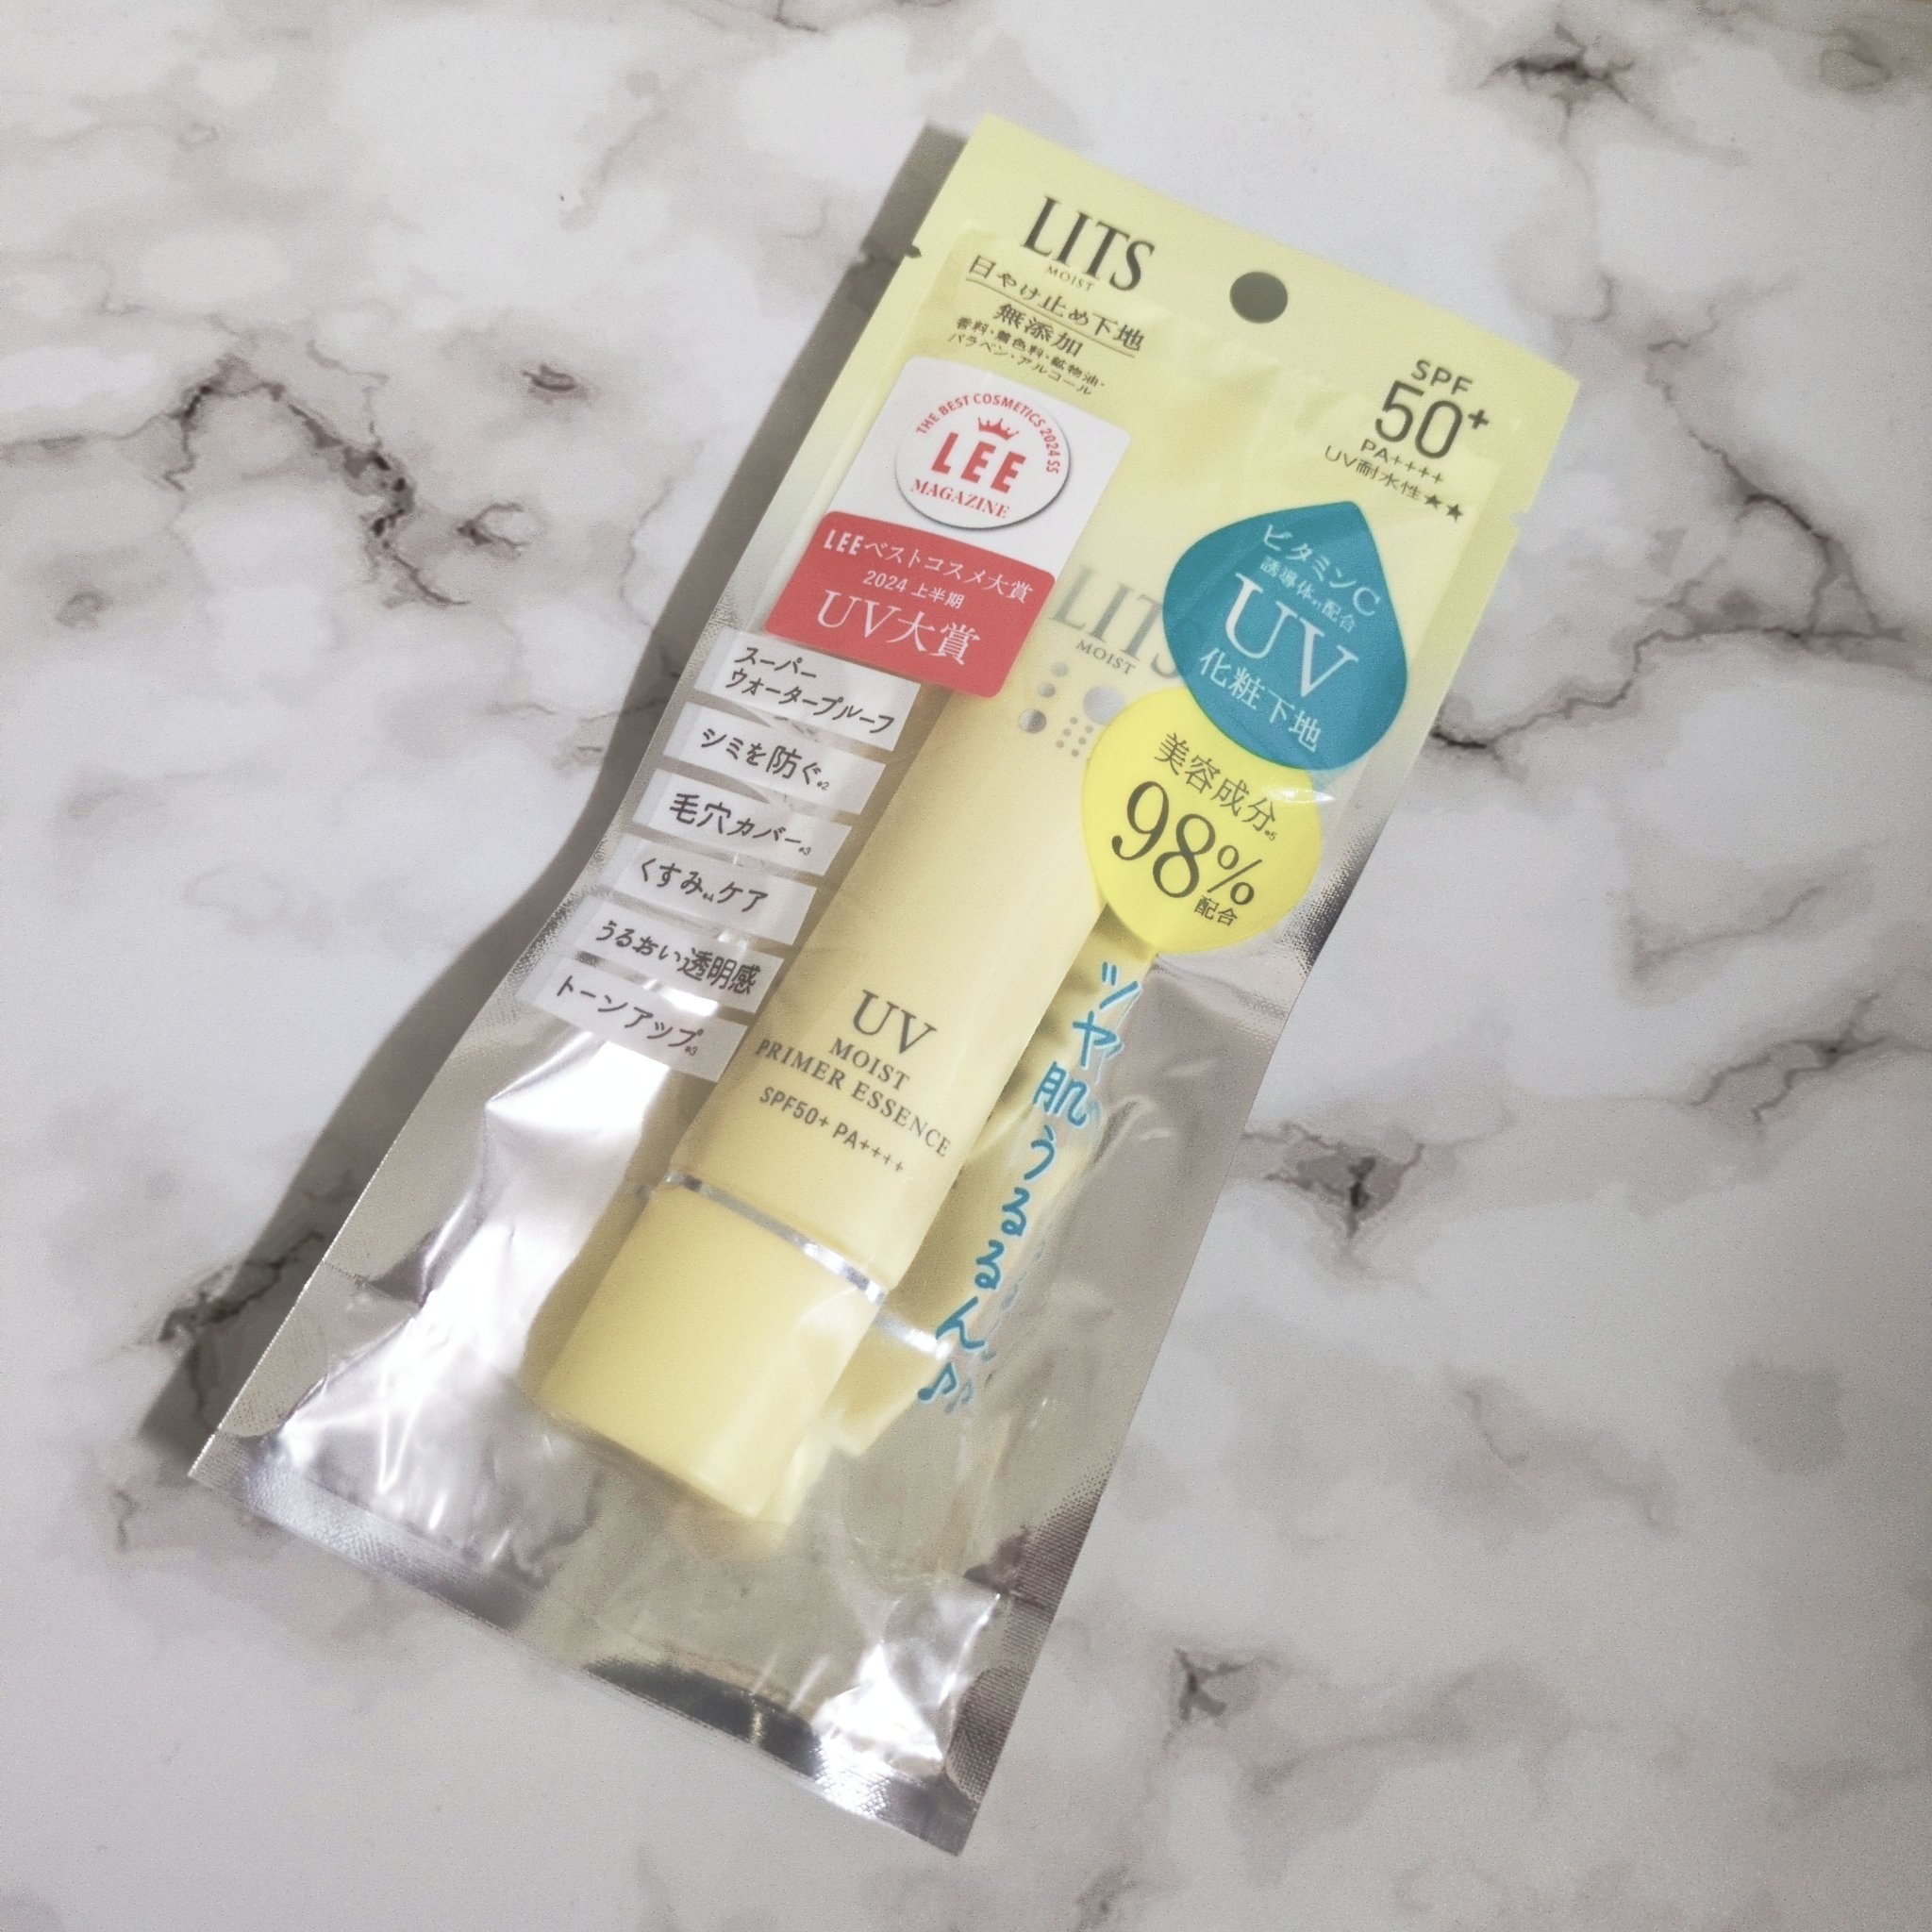 LITS
MOIST
日やけ止め下地
無添加
香料・着色料・鉱物油・
パラベン・アルコール
SPF
50+
PA++++
UV耐水性★★
THE BEST COSMETICS 2024 SS
LEE
MAGAZINE
LEEベストコスメ大賞
2024 上半期
UV大賞
ビタミンC
誘導体※1配合
UV
化粧下地
美容成分※5
98%
配合
スーパー
ウォータープルーフ
シミを防ぐ※2
毛穴カバー※3
くすみ※4ケア
うるおい透明感
トーンアップ※3
LITS
MOIST
UV
MOIST
PRIMER ESSENCE
SPF50+ PA++++
ツヤ肌うるるん♪